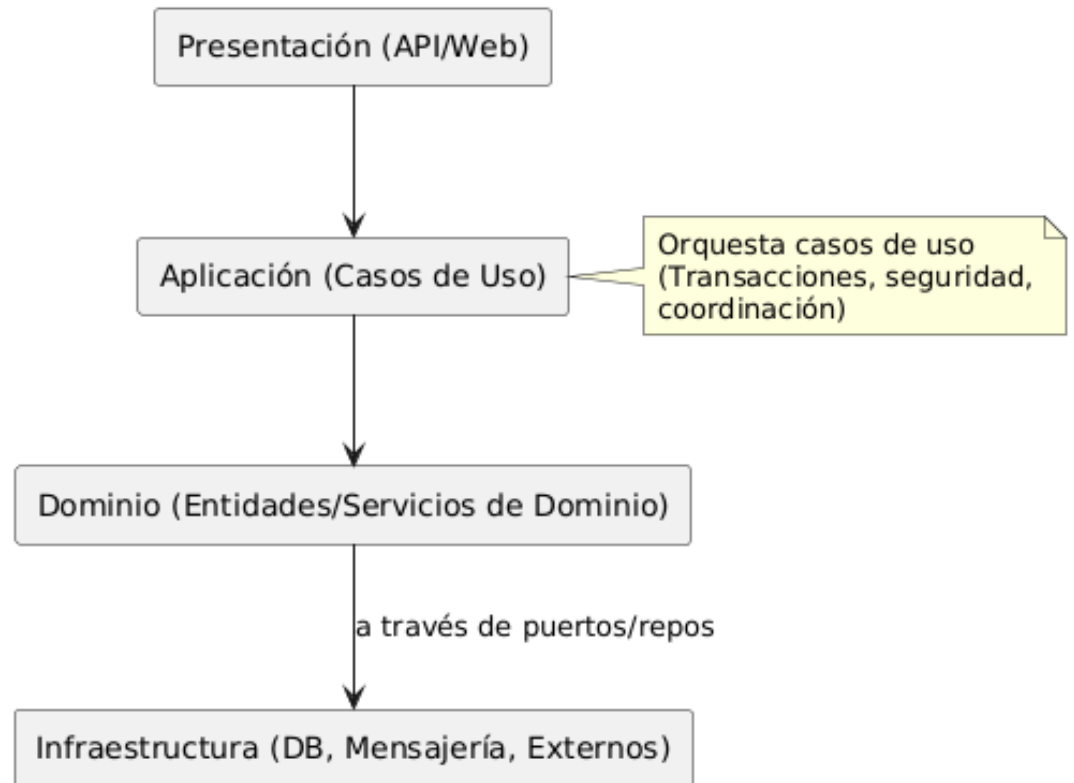 Presentación (API/Web)
Aplicación (Casos de Uso)
Orquesta casos de uso
(Transacciones, seguridad,
coordinación)
Dominio (Entidades/Servicios de Dominio)
a través de puertos/repos
Infraestructura (DB, Mensajería, Externos)